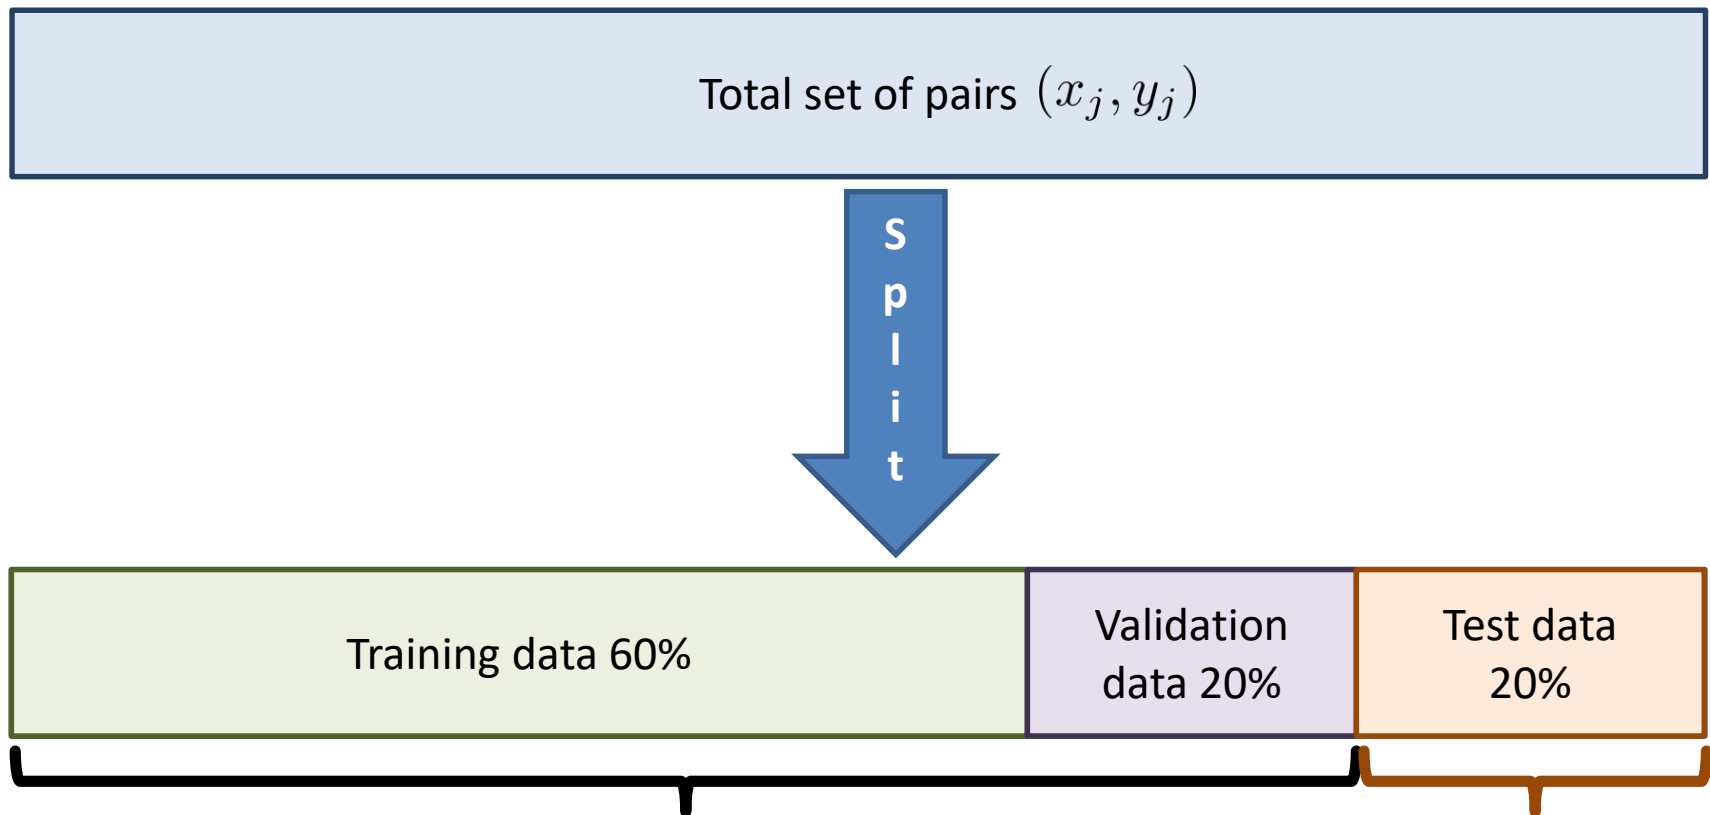 Total set of pairs (x_j, y_j)
S
p
l
i
t
Training data 60%
Validation
data 20%
Test data
20%